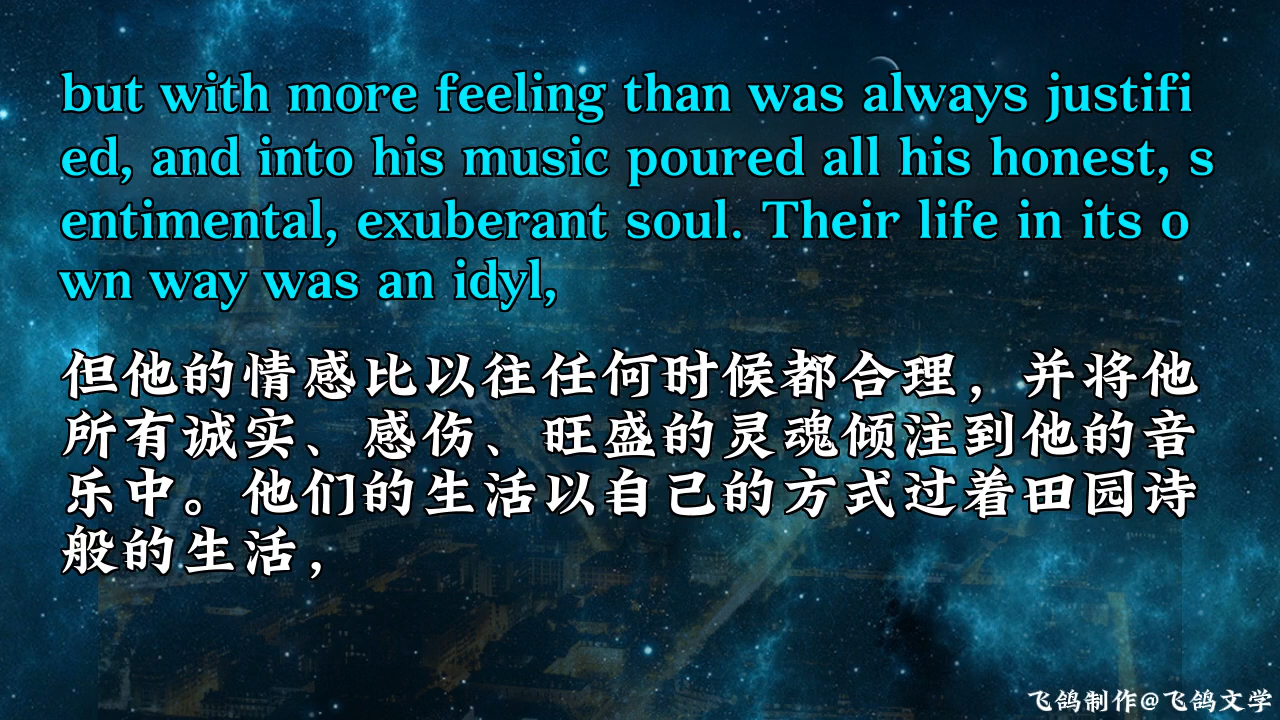 but with more feeling than was always justifi
ed, and into his music poured all his honest, s
entimental, exuberant soul. Their life in its o
wn way was an idyl,
但他的情感比以往任何时候都合理，并将他
所有诚实、感伤、旺盛的灵魂倾注到他的音
乐中。他们的生活以自己的方式过着田园诗
般的生活，
飞鸽制作@飞鸽文学